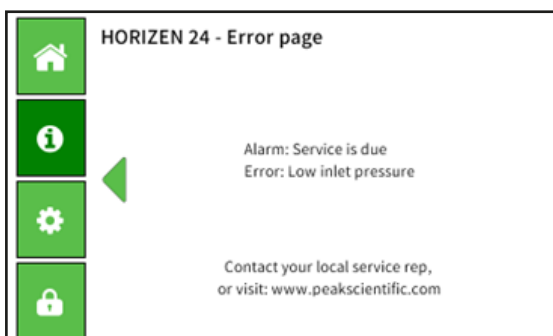 HORIZEN 24 - Error page
Alarm: Service is due
Error: Low inlet pressure
Contact your local service rep,
or visit: www.peakscientific.com